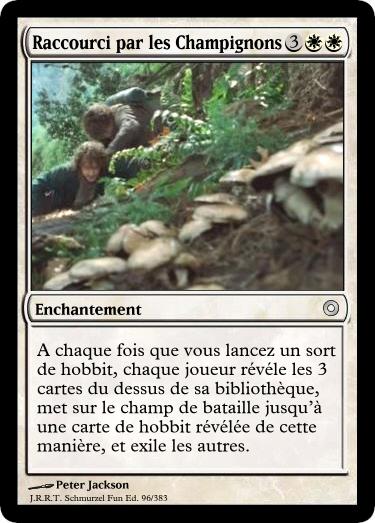 Raccourci par les Champignons 3
Enchantement
A chaque fois que vous lancez un sort
de hobbit, chaque joueur révéle les 3
cartes du dessus de sa bibliothèque,
met sur le champ de bataille jusqu'à
une carte de hobbit révélée de cette
manière, et exile les autres.
Peter Jackson
J.R.R.T. Schmurzel Fun Ed. 96/383